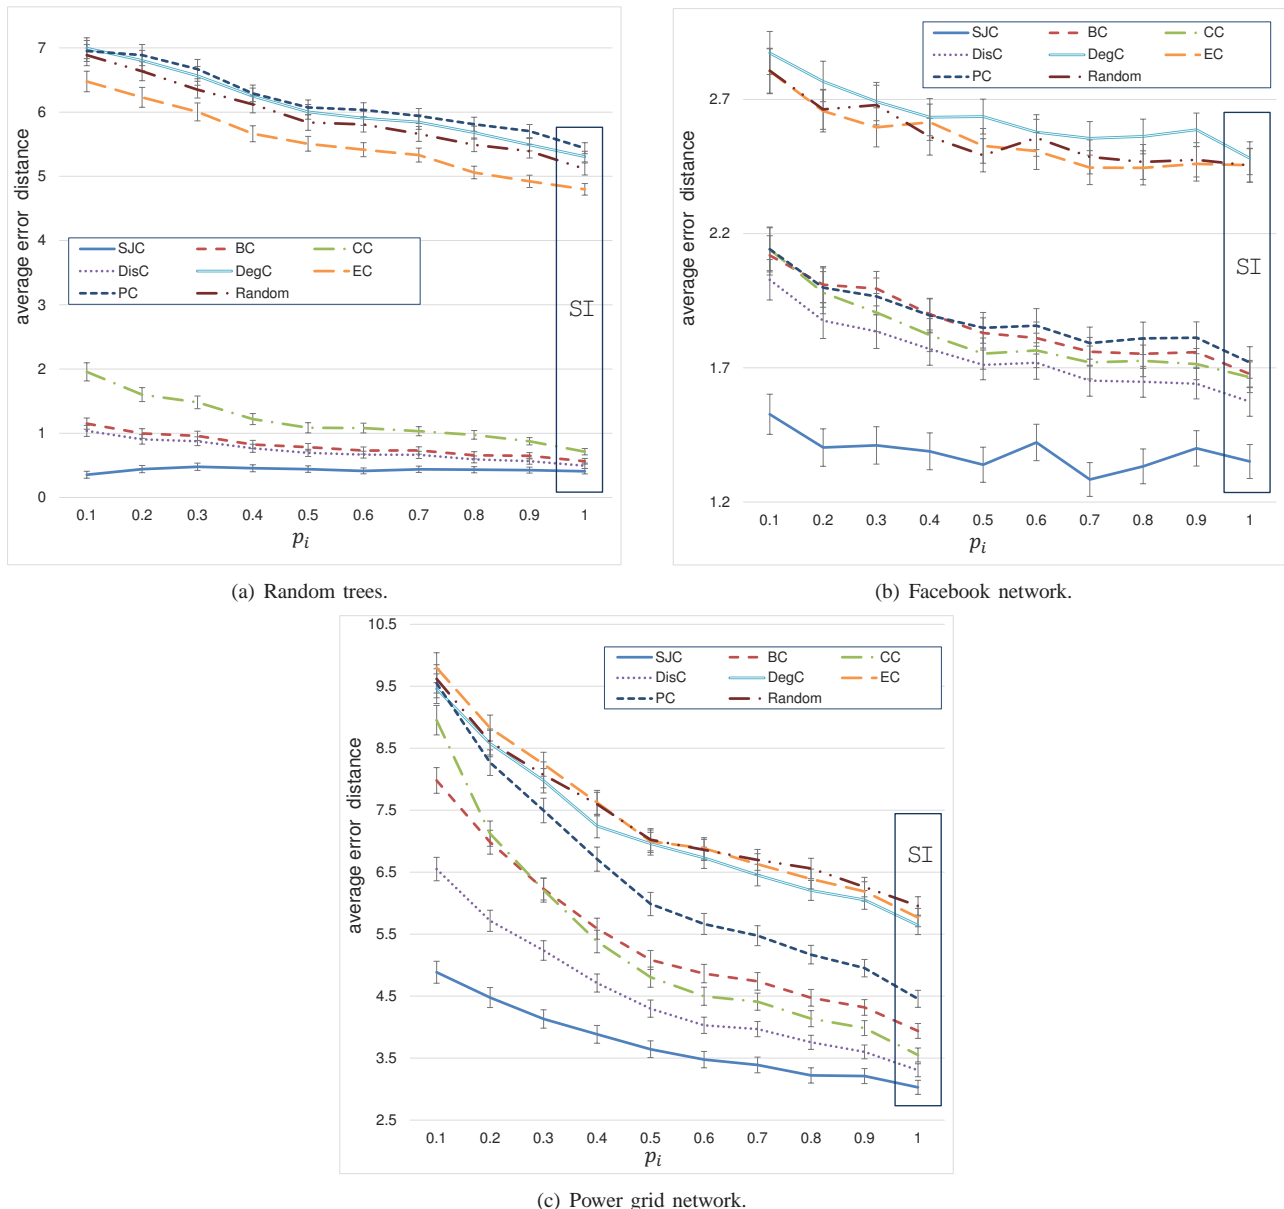 average error distance
7
6
5
4
3
2
1
0
SJC BC CC
DisC DegC EC
PC Random
SI
0.1 0.2 0.3 0.4 0.5 0.6 0.7 0.8 0.9 1
p_i
(a) Random trees.
average error distance
2.7
2.2
1.7
1.2
SJC BC CC
DisC DegC EC
PC Random
SI
0.1 0.2 0.3 0.4 0.5 0.6 0.7 0.8 0.9 1
p_i
(b) Facebook network.
average error distance
10.5
9.5
8.5
7.5
6.5
5.5
4.5
3.5
2.5
SJC BC CC
DisC DegC EC
PC Random
SI
0.1 0.2 0.3 0.4 0.5 0.6 0.7 0.8 0.9 1
p_i
(c) Power grid network.